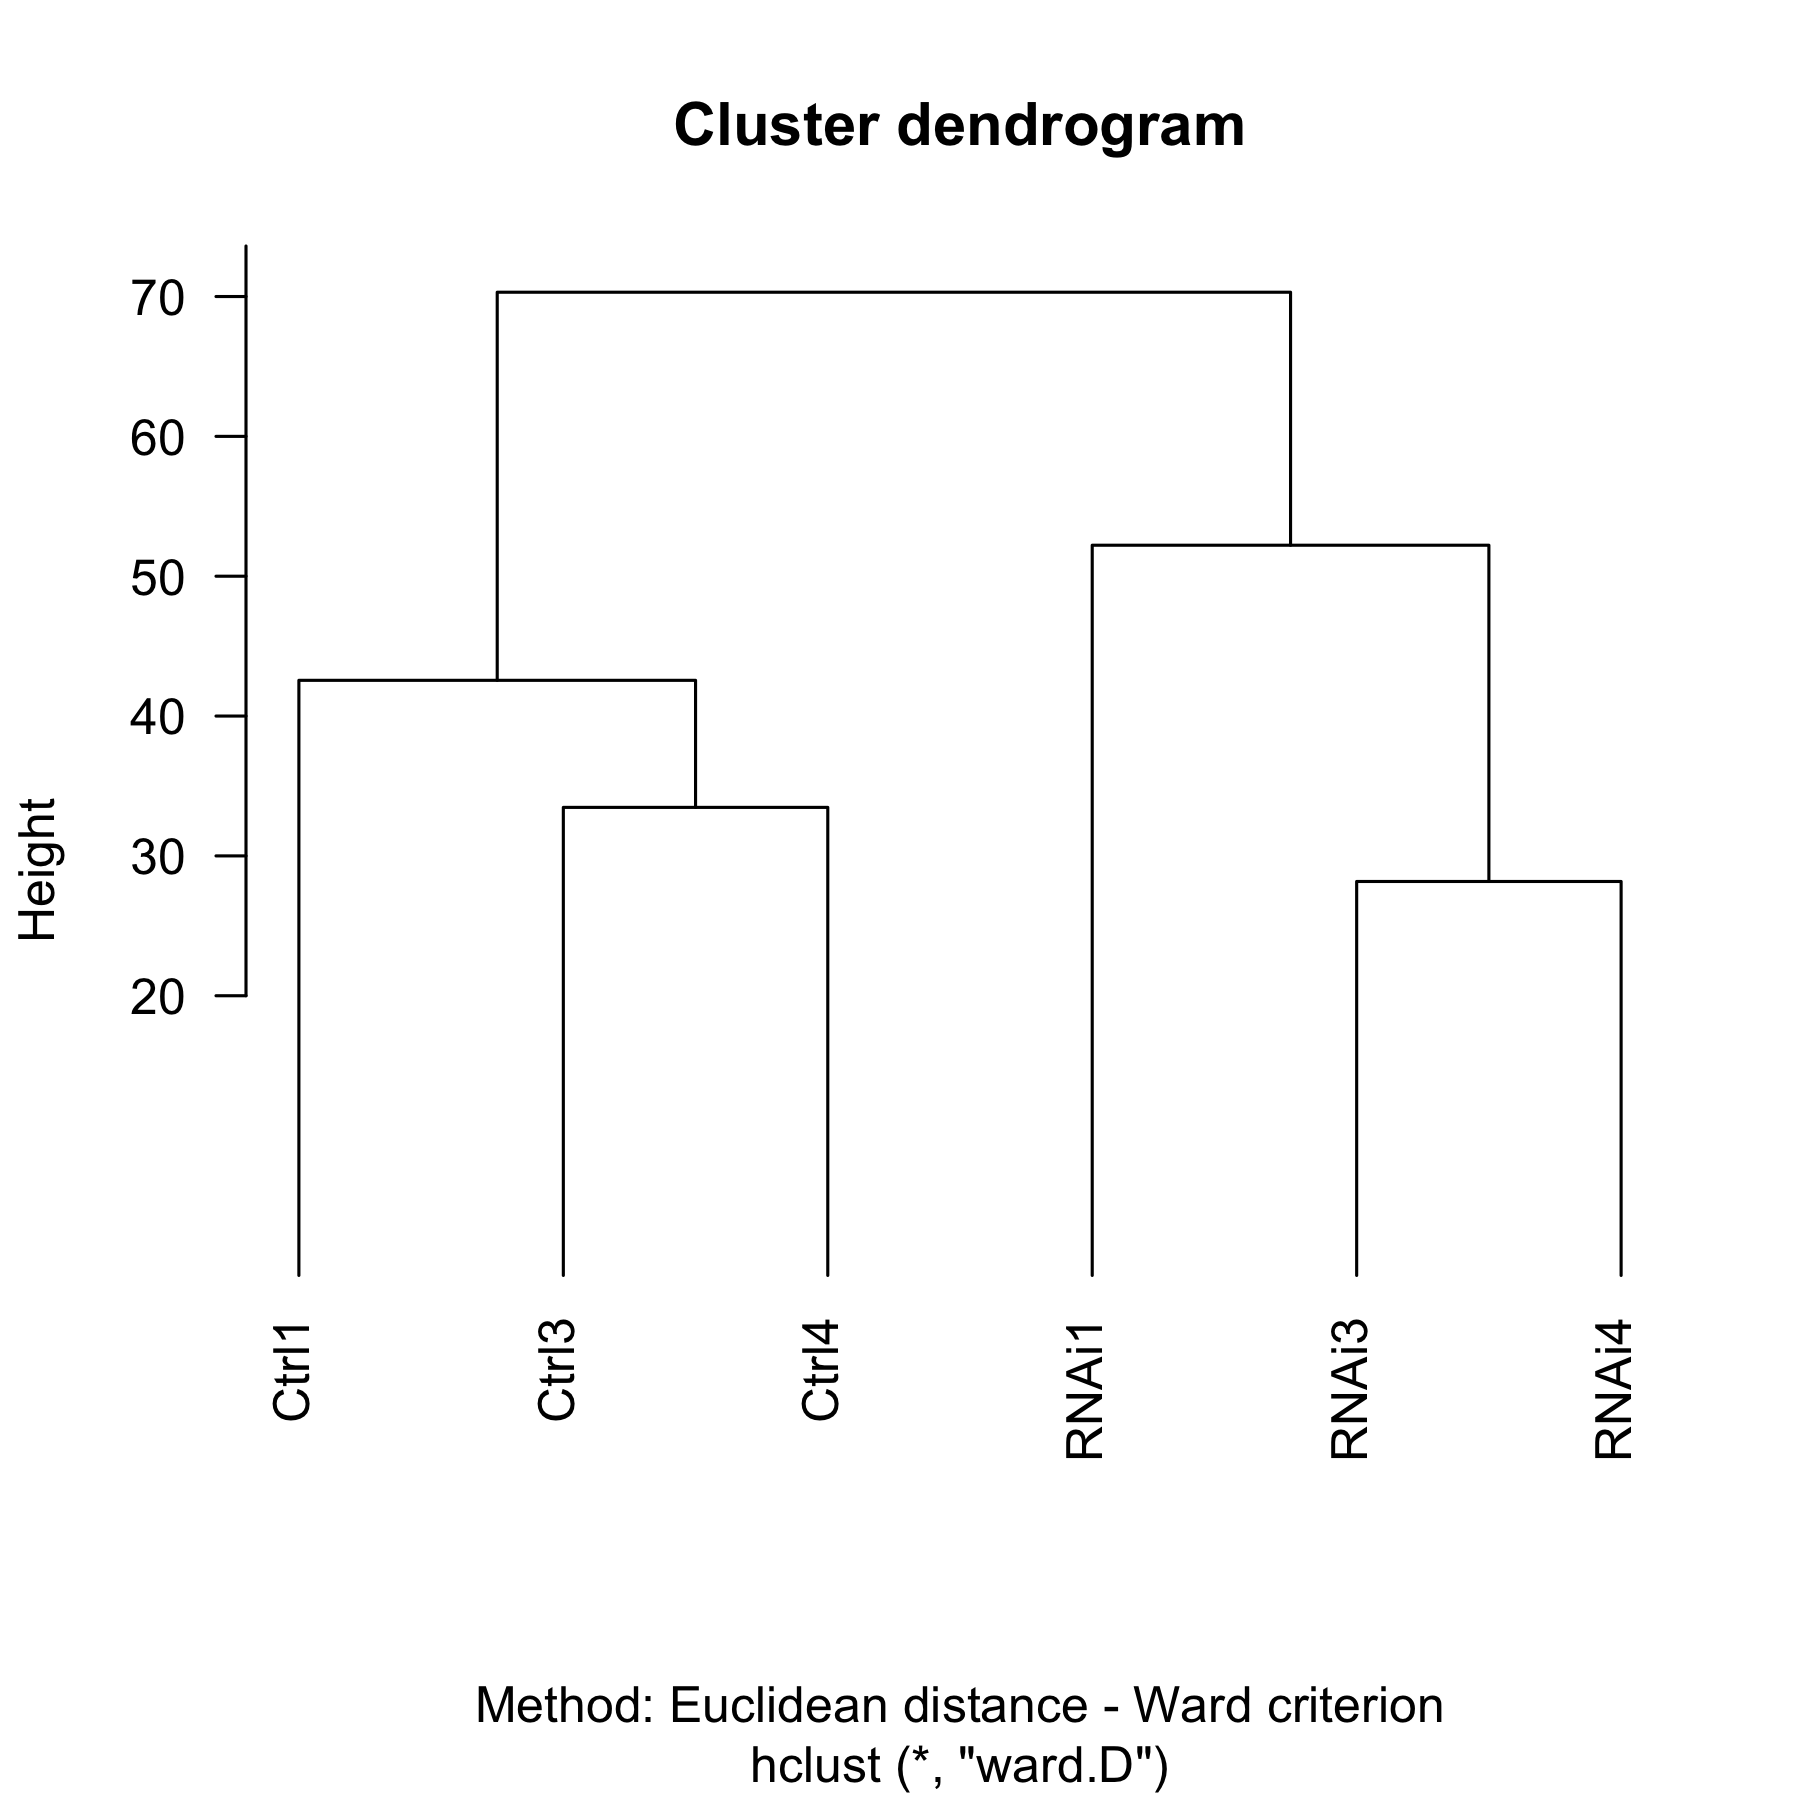 Cluster dendrogram
70
60
50
40
30
20
Height
Ctrl1
Ctrl3
Ctrl4
RNAi1
RNAi3
RNAi4
Method: Euclidean distance - Ward criterion
hclust (*, "ward.D")